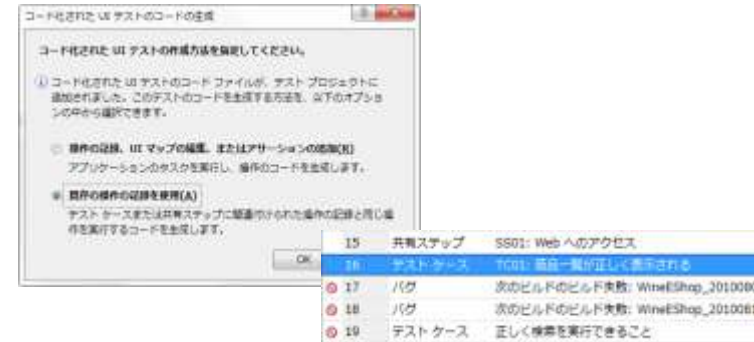 コード化された UI テストのコードの生成
コード化された UI テストの作成方法を指定してください。
コード化された UI テストのコード ファイルが、テスト プロジェクトに
追加されました。このテストのコードを生成する方法を、以下のオプショ
ンの中から選択できます。
操作の記録、UI マップの編集、またはアサーションの追加(R)
アプリケーションのタスクを実行し、操作のコードを生成します。
既存の操作の記録を使用(A)
テスト ケースまたは共有ステップに関連付けられた操作の記録と同じ操
作を実行するコードを生成します。
OK
15 共有ステップ SS01: Web へのアクセス
16 テスト ケース TC01: 商品一覧が正しく表示される
17 バグ 次のビルドのビルド失敗: WineEShop_201008
18 バグ 次のビルドのビルド失敗: WineEShop_201008
19 テスト ケース 正しく検索を実行できること